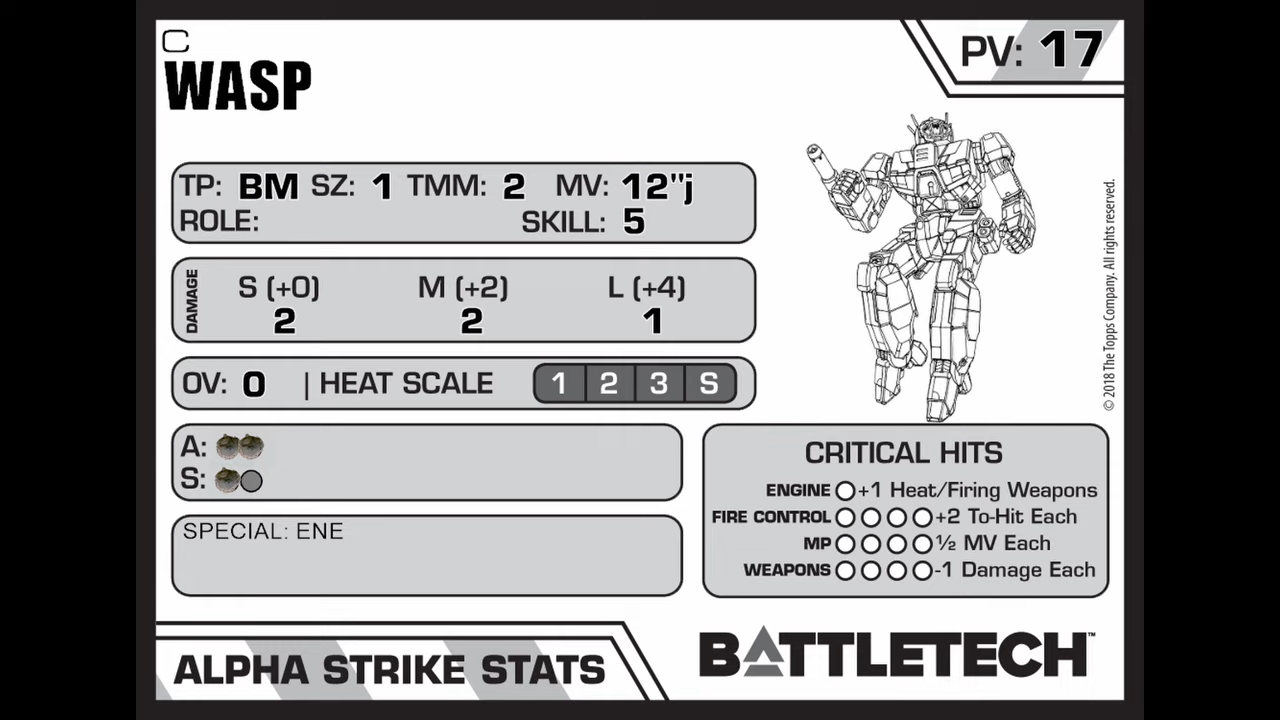 WASP
PV: 17
TP: BM SZ: 1 TMM: 2 MV: 12"j
ROLE: SKILL: 5
DAMAGE
S (+0) M (+2) L (+4)
2 2 1
OV: 0 | HEAT SCALE 1 2 3 S
A:
S:
SPECIAL: ENE
CRITICAL HITS
ENGINE +1 Heat/Firing Weapons
FIRE CONTROL +2 To-Hit Each
MP ½ MV Each
WEAPONS -1 Damage Each
© 2018 The Topps Company. All rights reserved.
ALPHA STRIKE STATS
BATTLETECH™